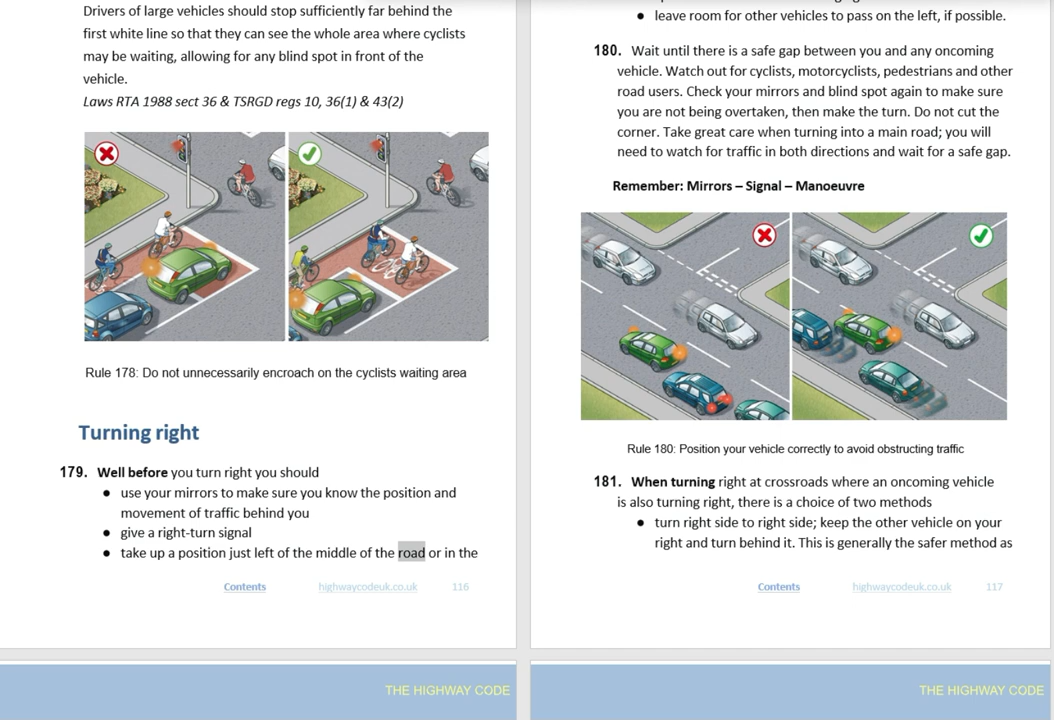 Drivers of large vehicles should stop sufficiently far behind the
first white line so that they can see the whole area where cyclists
may be waiting, allowing for any blind spot in front of the
vehicle.
Laws RTA 1988 sect 36 & TSRGD regs 10, 36(1) & 43(2)
Rule 178: Do not unnecessarily encroach on the cyclists waiting area
Turning right
179. Well before you turn right you should
● use your mirrors to make sure you know the position and
movement of traffic behind you
● give a right-turn signal
● take up a position just left of the middle of the road or in the
Contents highwaycodeuk.co.uk 116
● leave room for other vehicles to pass on the left, if possible.
180. Wait until there is a safe gap between you and any oncoming
vehicle. Watch out for cyclists, motorcyclists, pedestrians and other
road users. Check your mirrors and blind spot again to make sure
you are not being overtaken, then make the turn. Do not cut the
corner. Take great care when turning into a main road; you will
need to watch for traffic in both directions and wait for a safe gap.
Remember: Mirrors – Signal – Manoeuvre
Rule 180: Position your vehicle correctly to avoid obstructing traffic
181. When turning right at crossroads where an oncoming vehicle
is also turning right, there is a choice of two methods
● turn right side to right side; keep the other vehicle on your
right and turn behind it. This is generally the safer method as
Contents highwaycodeuk.co.uk 117
THE HIGHWAY CODE
THE HIGHWAY CODE